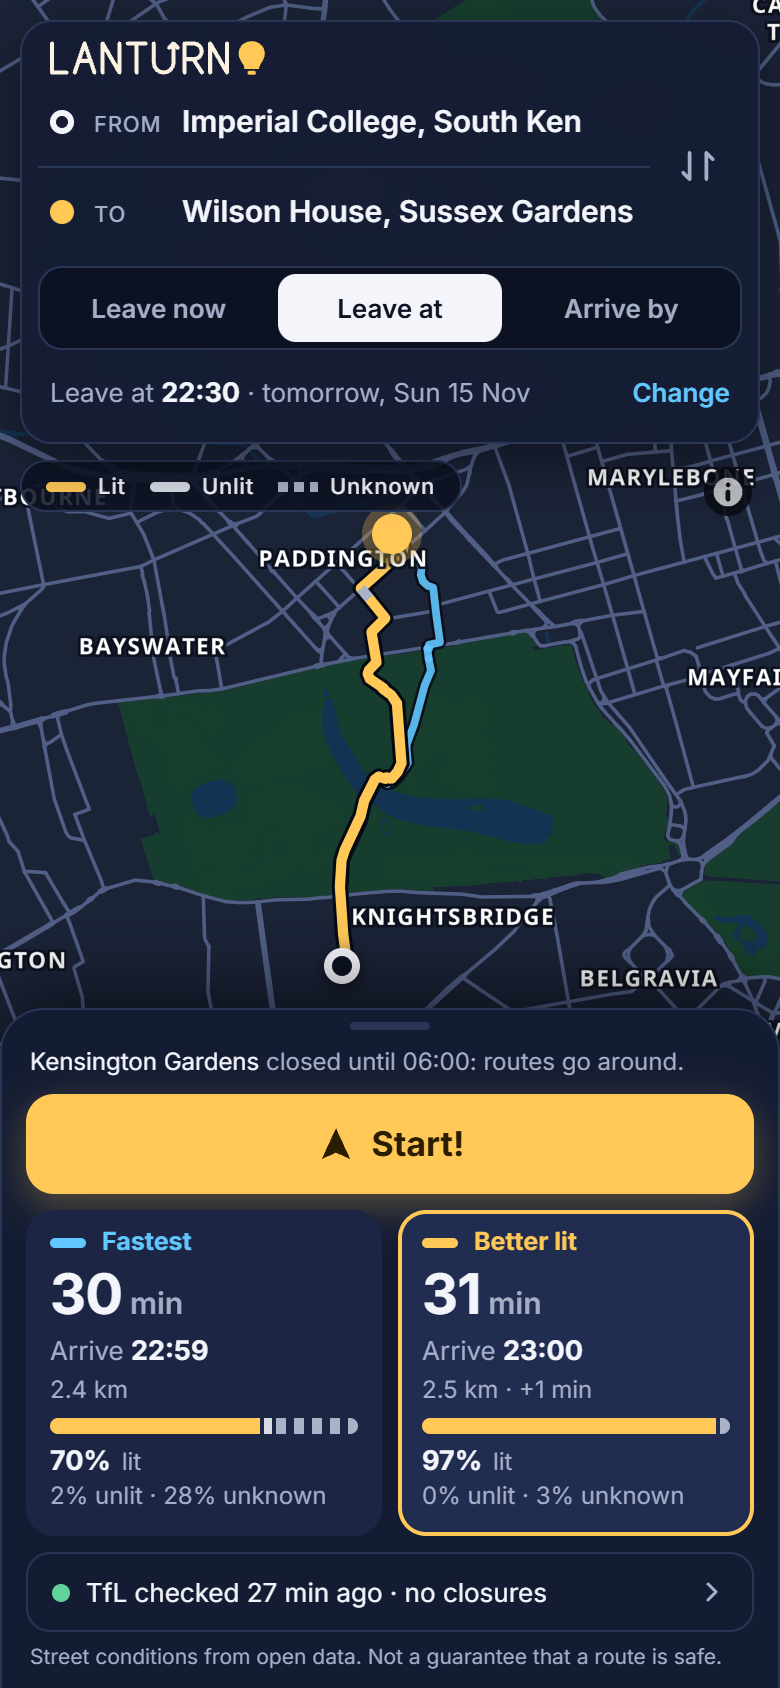 CA
T
LANTURN
FROM Imperial College, South Ken
TO Wilson House, Sussex Gardens
Leave now Leave at Arrive by
Leave at 22:30 · tomorrow, Sun 15 Nov Change
MARYLEBONE
BOURNE
Lit Unlit Unknown
PADDINGTON
BAYSWATER
MAYFAI
KNIGHTSBRIDGE
GTON
BELGRAVIA
Kensington Gardens closed until 06:00: routes go around.
Start!
Fastest
30 min
Arrive 22:59
2.4 km
70% lit
2% unlit · 28% unknown
Better lit
31 min
Arrive 23:00
2.5 km · +1 min
97% lit
0% unlit · 3% unknown
TfL checked 27 min ago · no closures
Street conditions from open data. Not a guarantee that a route is safe.